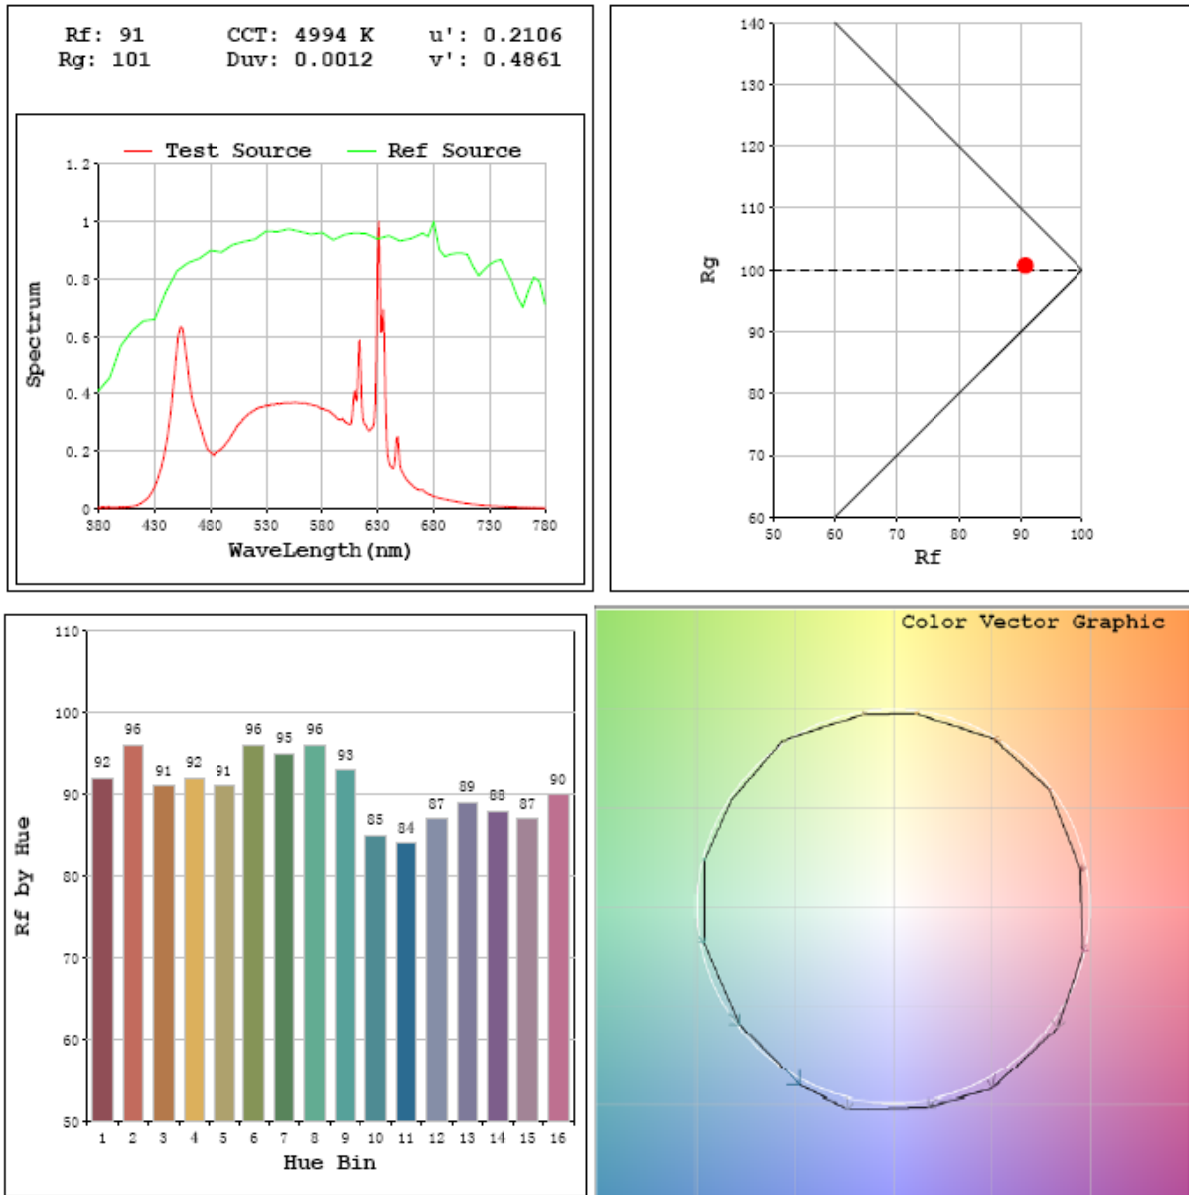 Rf: 91 CCT: 4994 K u': 0.2106
Rg: 101 Duv: 0.0012 v': 0.4861
Test Source Ref Source
1.2
1
0.8
0.6
0.4
0.2
0
Spectrum
380 430 480 530 580 630 680 730 780
WaveLength(nm)
140
130
120
110
100
90
80
70
60
Rg
50 60 70 80 90 100
Rf
110
100
90
80
70
60
50
Rf by Hue
92 96 91 92 91 96 95 96 93 85 84 87 89 88 87 90
1 2 3 4 5 6 7 8 9 10 11 12 13 14 15 16
Hue Bin
Color Vector Graphic